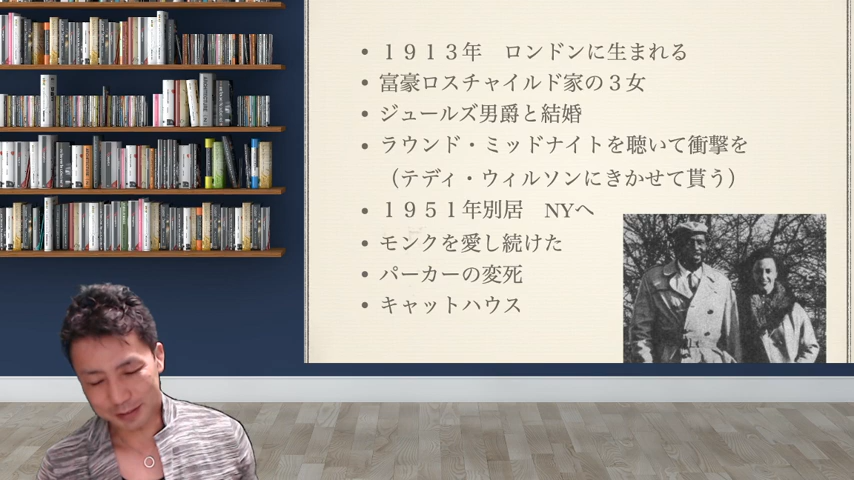 ・１９１３年　ロンドンに生まれる
・富豪ロスチャイルド家の３女
・ジュールズ男爵と結婚
・ラウンド・ミッドナイトを聴いて衝撃を
（テディ・ウィルソンにきかせて貰う）
・１９５１年別居　NYへ
・モンクを愛し続けた
・パーカーの変死
・キャットハウス